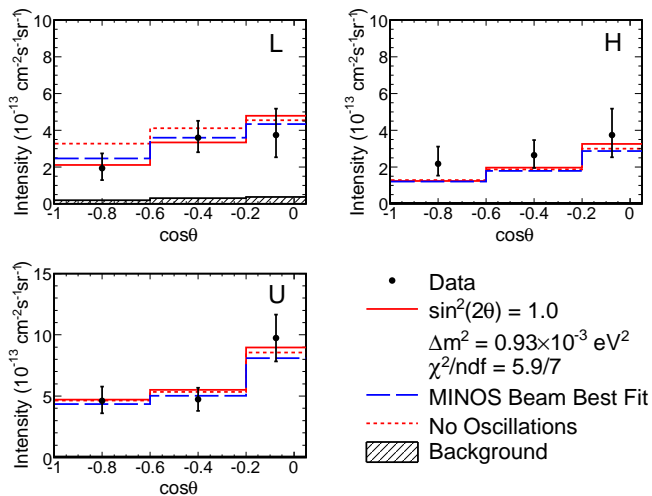 L
Intensity (10⁻¹³ cm⁻²s⁻¹sr⁻¹)
10
8
6
4
2
0
-1 -0.8 -0.6 -0.4 -0.2 0
cosθ
H
Intensity (10⁻¹³ cm⁻²s⁻¹sr⁻¹)
10
8
6
4
2
0
-1 -0.8 -0.6 -0.4 -0.2 0
cosθ
U
Intensity (10⁻¹³ cm⁻²s⁻¹sr⁻¹)
15
10
5
0
-1 -0.8 -0.6 -0.4 -0.2 0
cosθ
Data
sin²(2θ) = 1.0
Δm² = 0.93×10⁻³ eV²
χ²/ndf = 5.9/7
MINOS Beam Best Fit
No Oscillations
Background